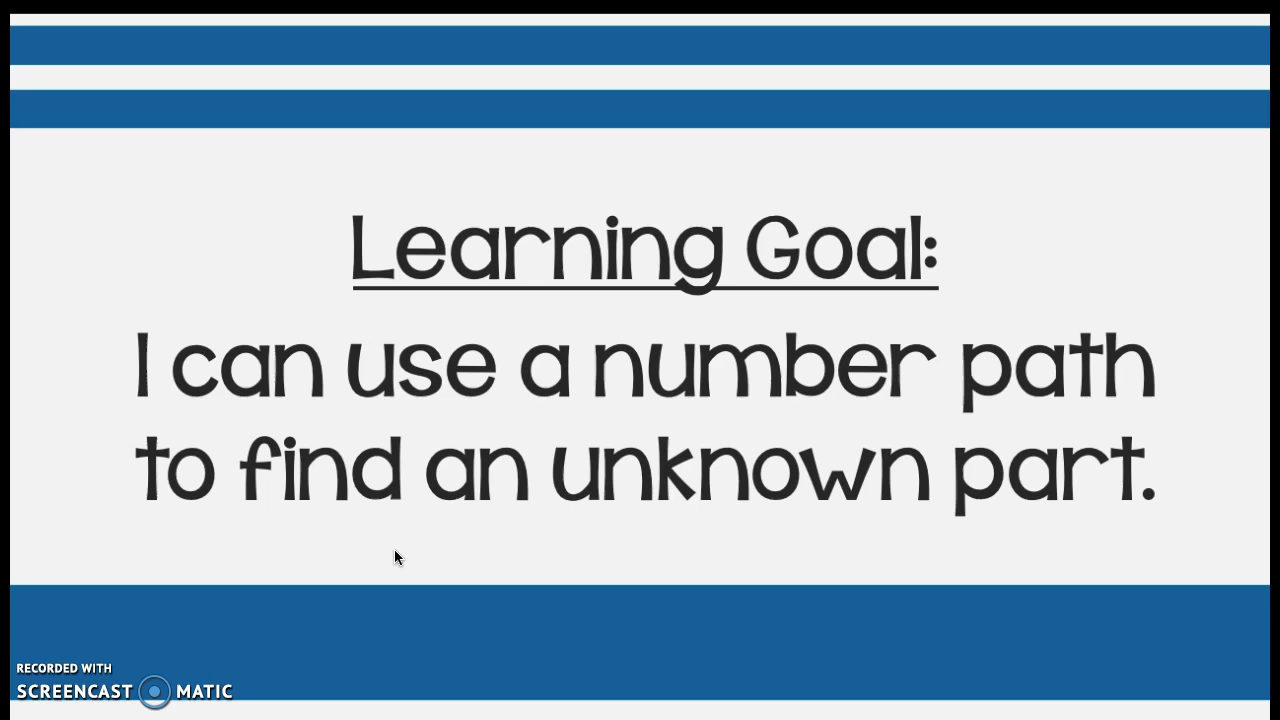 Learning Goal:
I can use a number path
to find an unknown part.
RECORDED WITH
SCREENCAST MATIC